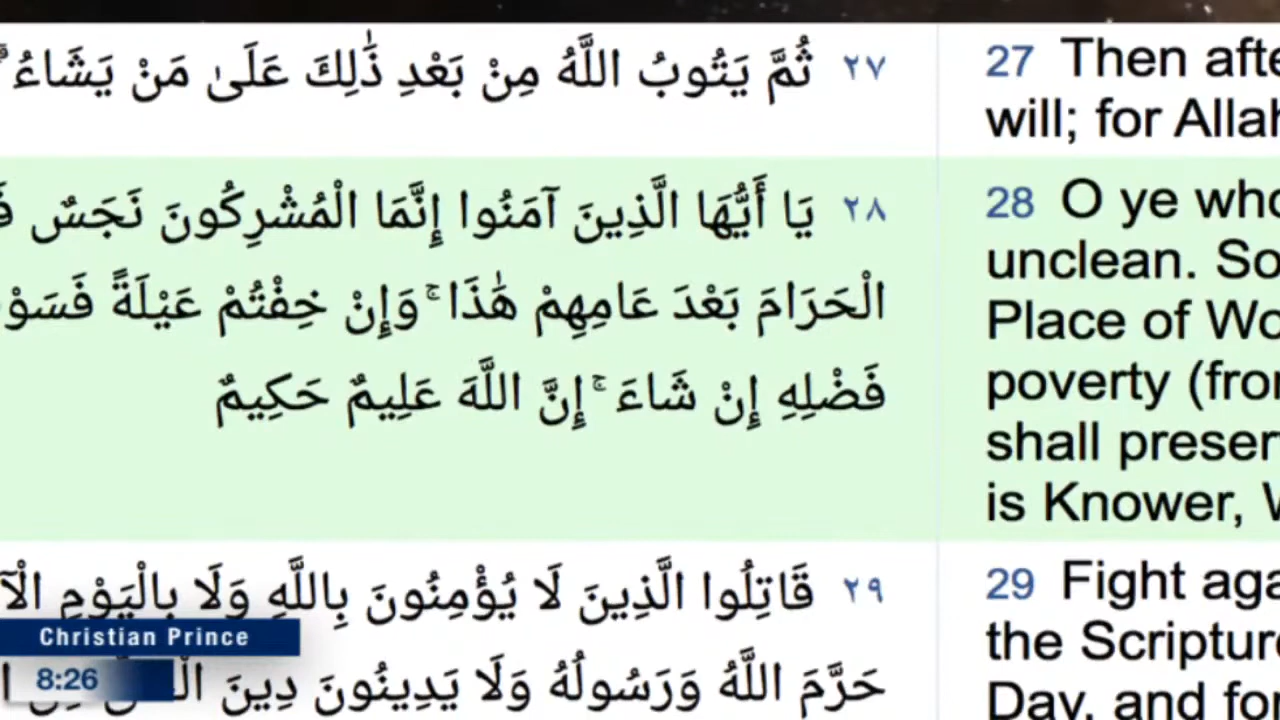 ٢٧ ثُمَّ يَتُوبُ اللَّهُ مِنْ بَعْدِ ذَٰلِكَ عَلَىٰ مَنْ يَشَاءُ ۗ
٢٨ يَا أَيُّهَا الَّذِينَ آمَنُوا إِنَّمَا الْمُشْرِكُونَ نَجَسٌ
الْحَرَامَ بَعْدَ عَامِهِمْ هَٰذَا ۚ وَإِنْ خِفْتُمْ عَيْلَةً فَسَوْ
فَضْلِهِ إِنْ شَاءَ ۚ إِنَّ اللَّهَ عَلِيمٌ حَكِيمٌ
٢٩ قَاتِلُوا الَّذِينَ لَا يُؤْمِنُونَ بِاللَّهِ وَلَا بِالْيَوْمِ الْآ
حَرَّمَ اللَّهُ وَرَسُولُهُ وَلَا يَدِينُونَ دِينَ
27 Then afte
will; for Allah
28 O ye who
unclean. So
Place of Wo
poverty (fro
shall preser
is Knower, W
29 Fight aga
the Scripture
Day, and for
Christian Prince
8:26